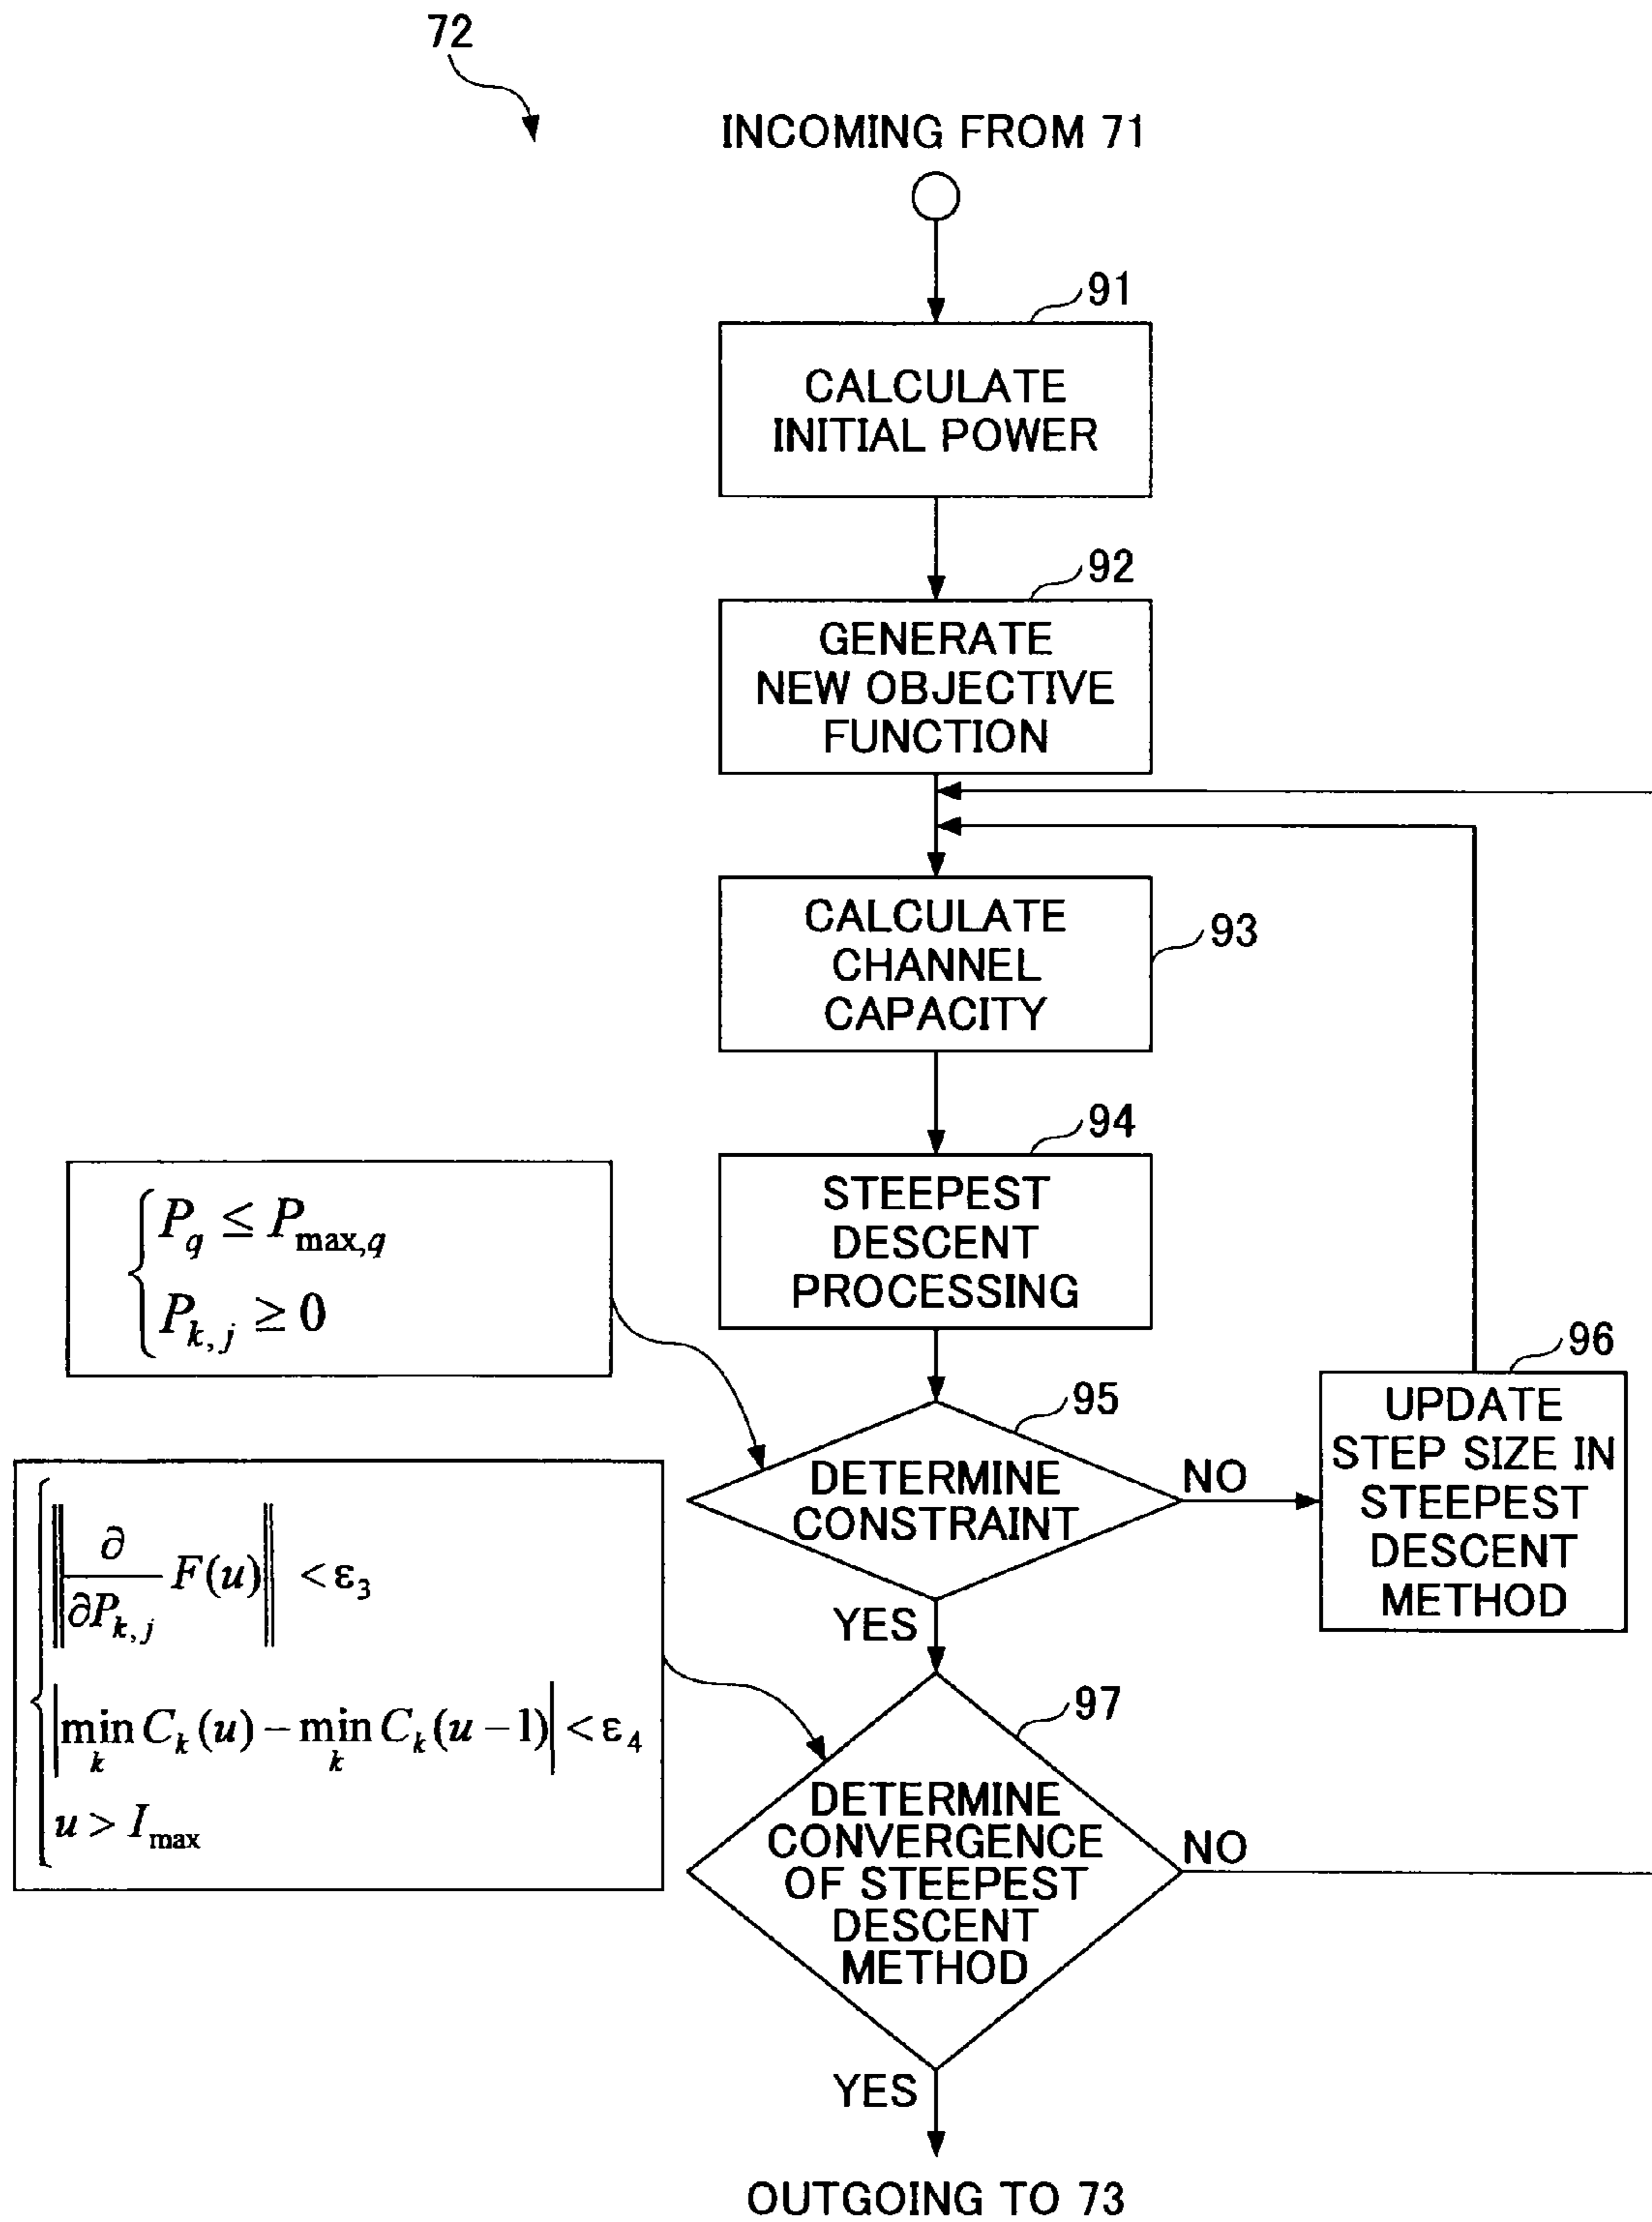 72
INCOMING FROM 71
91
CALCULATE
INITIAL POWER
92
GENERATE
NEW OBJECTIVE
FUNCTION
CALCULATE
CHANNEL
CAPACITY
93
94
STEEPEST
DESCENT
PROCESSING
P_q ≤ P_max,q
P_k,j ≥ 0
95
DETERMINE
CONSTRAINT
NO
96
UPDATE
STEP SIZE IN
STEEPEST
DESCENT
METHOD
YES
‖∂/∂P_k,j F(u)‖ < ε_3
|min_k C_k(u) − min_k C_k(u−1)| < ε_4
u > I_max
97
DETERMINE
CONVERGENCE
OF STEEPEST
DESCENT
METHOD
NO
YES
OUTGOING TO 73